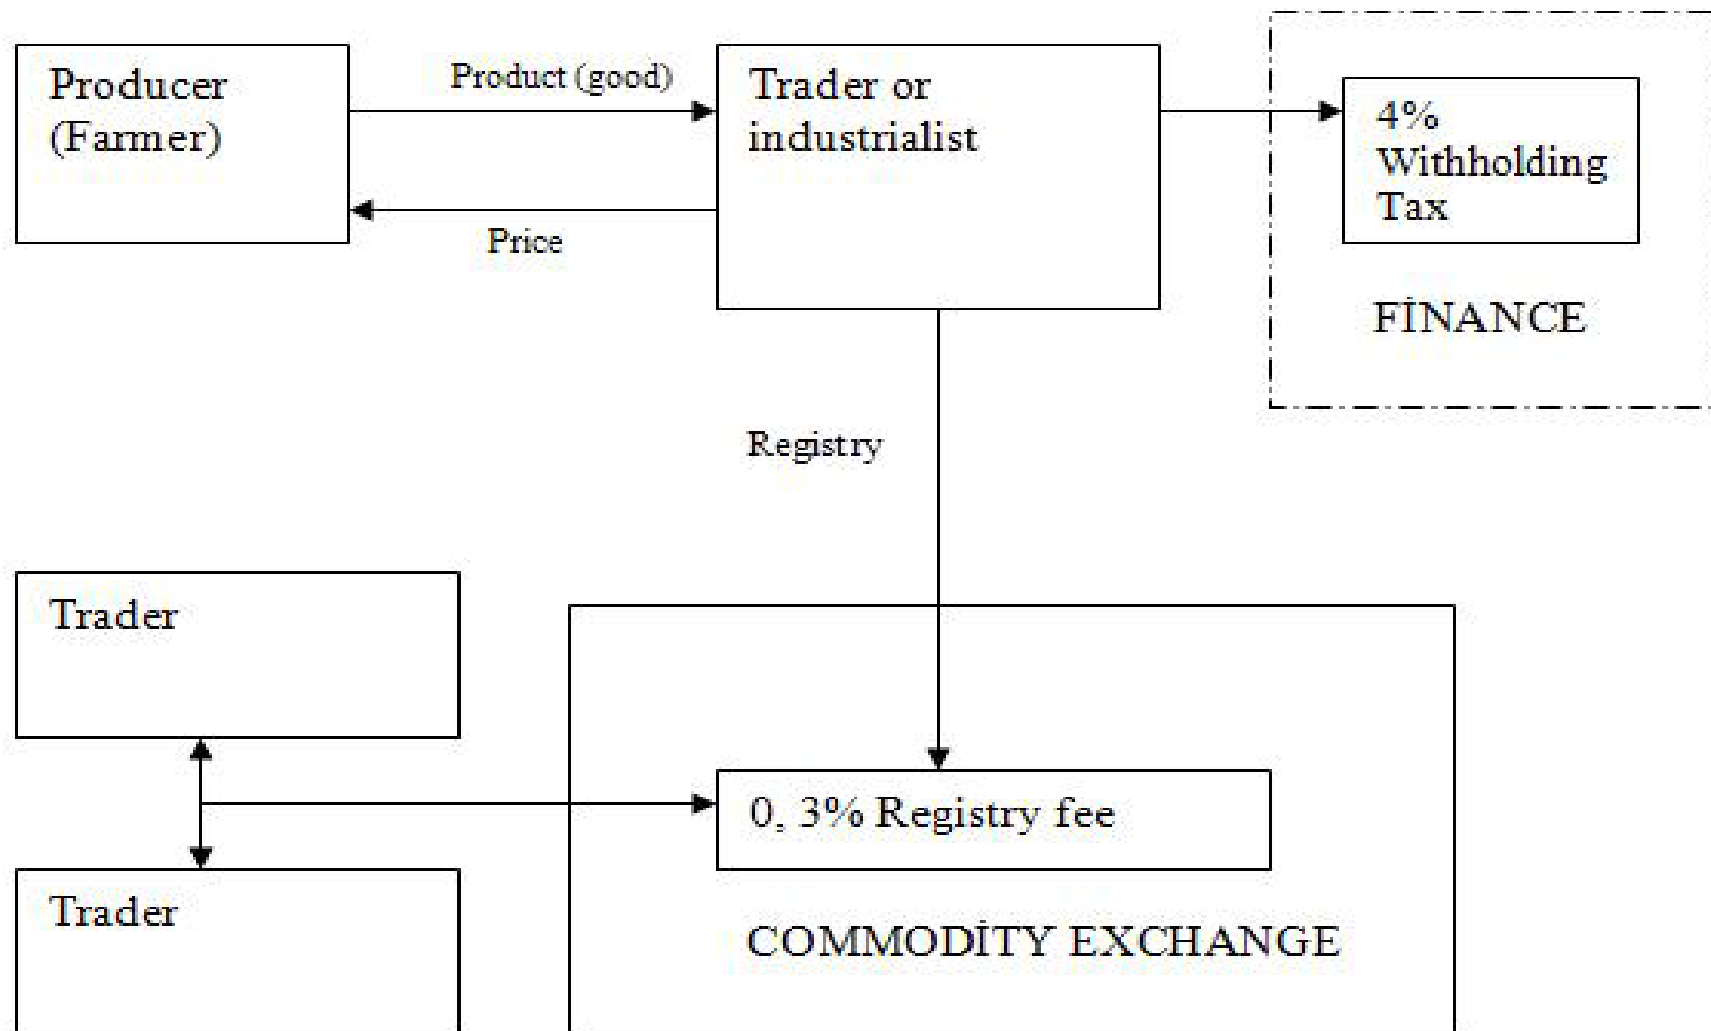 Producer
(Farmer)
Product (good)
Price
Trader or
industrialist
4%
Withholding
Tax
FİNANCE
Registry
Trader
Trader
0, 3% Registry fee
COMMODİTY EXCHANGE